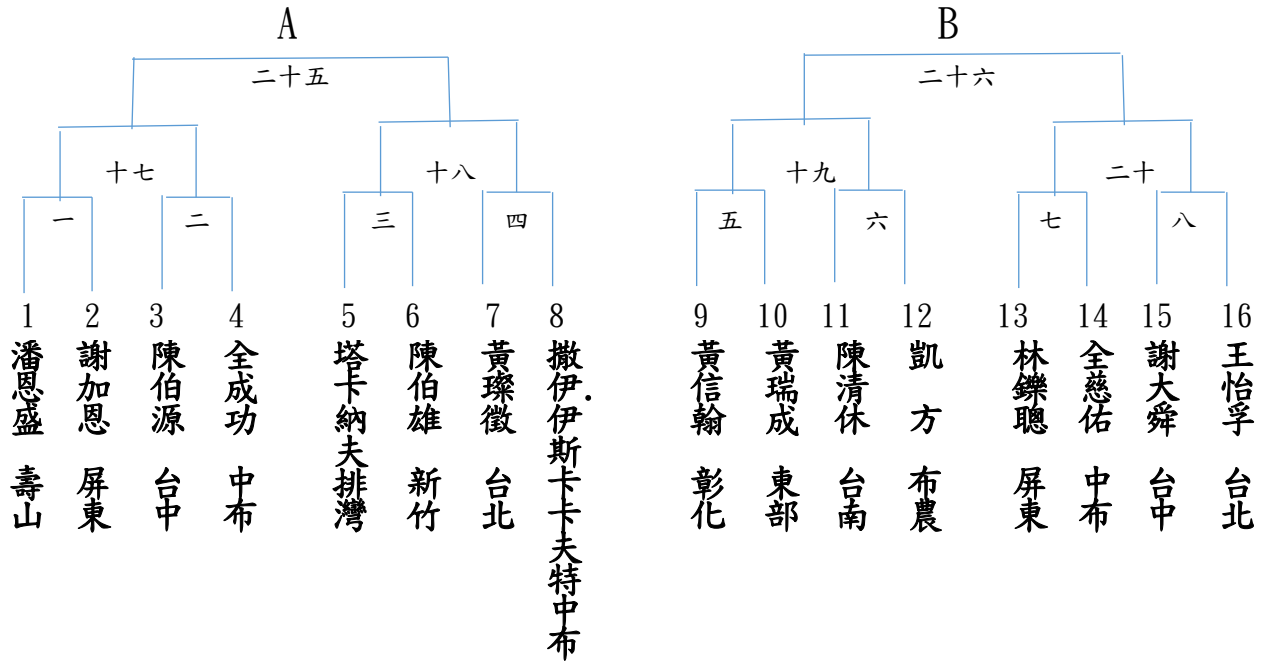 A
B
二十五
二十六
十七
十八
十九
二十
一
二
三
四
五
六
七
八
1
2
3
4
5
6
7
8
9
10
11
12
13
14
15
16
潘恩盛 壽山
謝加恩 屏東
陳伯源 台中
全成功 中布
塔卡納夫排灣
陳伯雄 新竹
黃璨徵 台北
撒伊.伊斯卡卡夫特中布
黃信翰 彰化
黃瑞成 東部
陳清休 台南
凱 方 布農
林鑠聰 屏東
全慈佑 中布
謝大舜 台中
王怡孚 台北